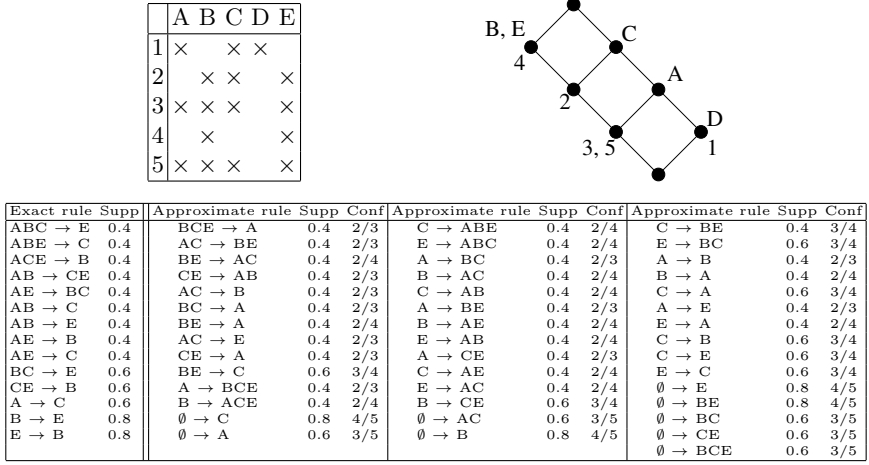 A B C D E
1 × × ×
2 × × ×
3 × × × ×
4 × ×
5 × × × ×
B, E
C
4
A
2
D
3, 5
1
Exact rule Supp Approximate rule Supp Conf Approximate rule Supp Conf Approximate rule Supp Conf
ABC → E 0.4 BCE → A 0.4 2/3 C → ABE 0.4 2/4 C → BE 0.4 3/4
ABE → C 0.4 AC → BE 0.4 2/3 E → ABC 0.4 2/4 E → BC 0.6 3/4
ACE → B 0.4 BE → AC 0.4 2/4 A → BC 0.4 2/3 A → B 0.4 2/3
AB → CE 0.4 CE → AB 0.4 2/3 B → AC 0.4 2/4 B → A 0.4 2/4
AE → BC 0.4 AC → B 0.4 2/3 C → AB 0.4 2/4 C → A 0.6 3/4
AB → C 0.4 BC → A 0.4 2/3 A → BE 0.4 2/3 A → E 0.4 2/3
AB → E 0.4 BE → A 0.4 2/4 B → AE 0.4 2/4 E → A 0.4 2/4
AE → B 0.4 AC → E 0.4 2/3 E → AB 0.4 2/4 C → B 0.6 3/4
AE → C 0.4 CE → A 0.4 2/3 A → CE 0.4 2/3 C → E 0.6 3/4
BC → E 0.6 BE → C 0.6 3/4 C → AE 0.4 2/4 E → C 0.6 3/4
CE → B 0.6 A → BCE 0.4 2/3 E → AC 0.4 2/4 ∅ → E 0.8 4/5
A → C 0.6 B → ACE 0.4 2/4 B → CE 0.6 3/4 ∅ → BE 0.8 4/5
B → E 0.8 ∅ → C 0.8 4/5 ∅ → AC 0.6 3/5 ∅ → BC 0.6 3/5
E → B 0.8 ∅ → A 0.6 3/5 ∅ → B 0.8 4/5 ∅ → CE 0.6 3/5
∅ → BCE 0.6 3/5